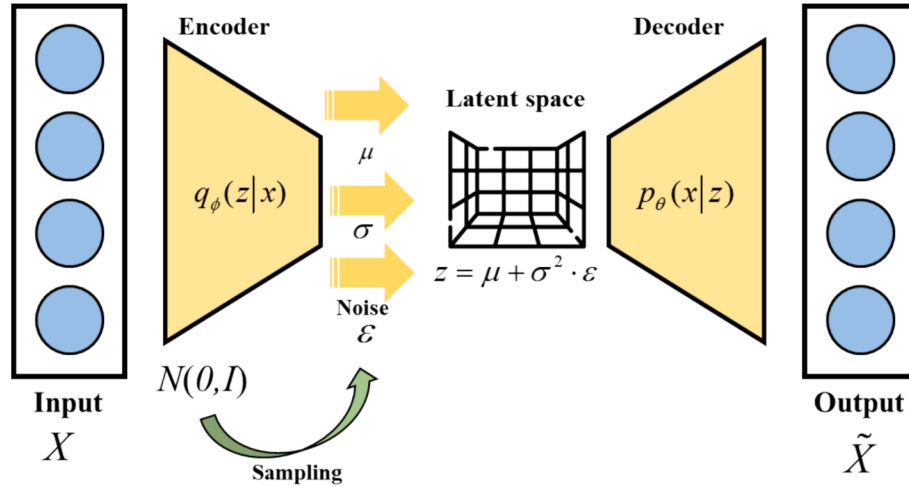 Encoder
Decoder
Latent space
μ
q_ϕ(z|x)
p_θ(x|z)
σ
z = μ + σ² · ε
Noise
ε
N(0,I)
Input
Output
X
X̃
Sampling